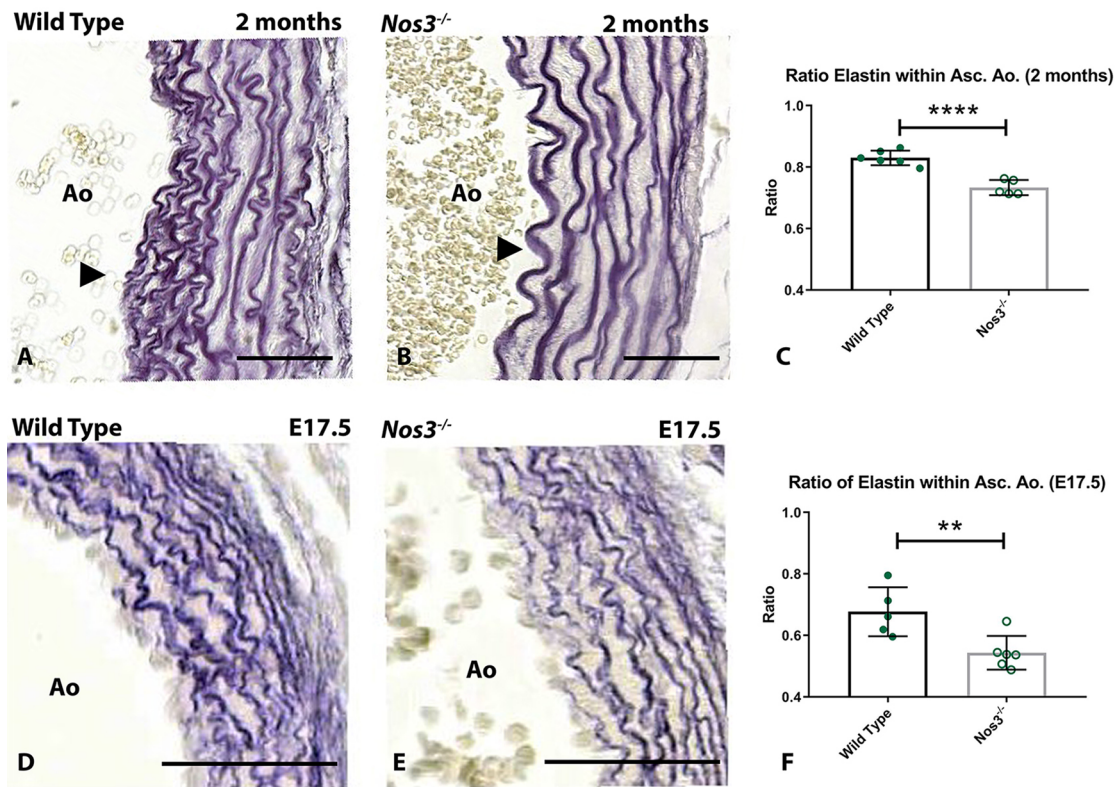 Wild Type 2 months
Nos3-/- 2 months
Ao
A
Ao
B
Ratio Elastin within Asc. Ao. (2 months)
1.0
0.8
0.6
0.4
Ratio
****
Wild Type
Nos3-/-
C
Wild Type E17.5
Nos3-/- E17.5
Ao
D
Ao
E
Ratio of Elastin within Asc. Ao. (E17.5)
1.0
0.8
0.6
0.4
Ratio
**
Wild Type
Nos3-/-
F